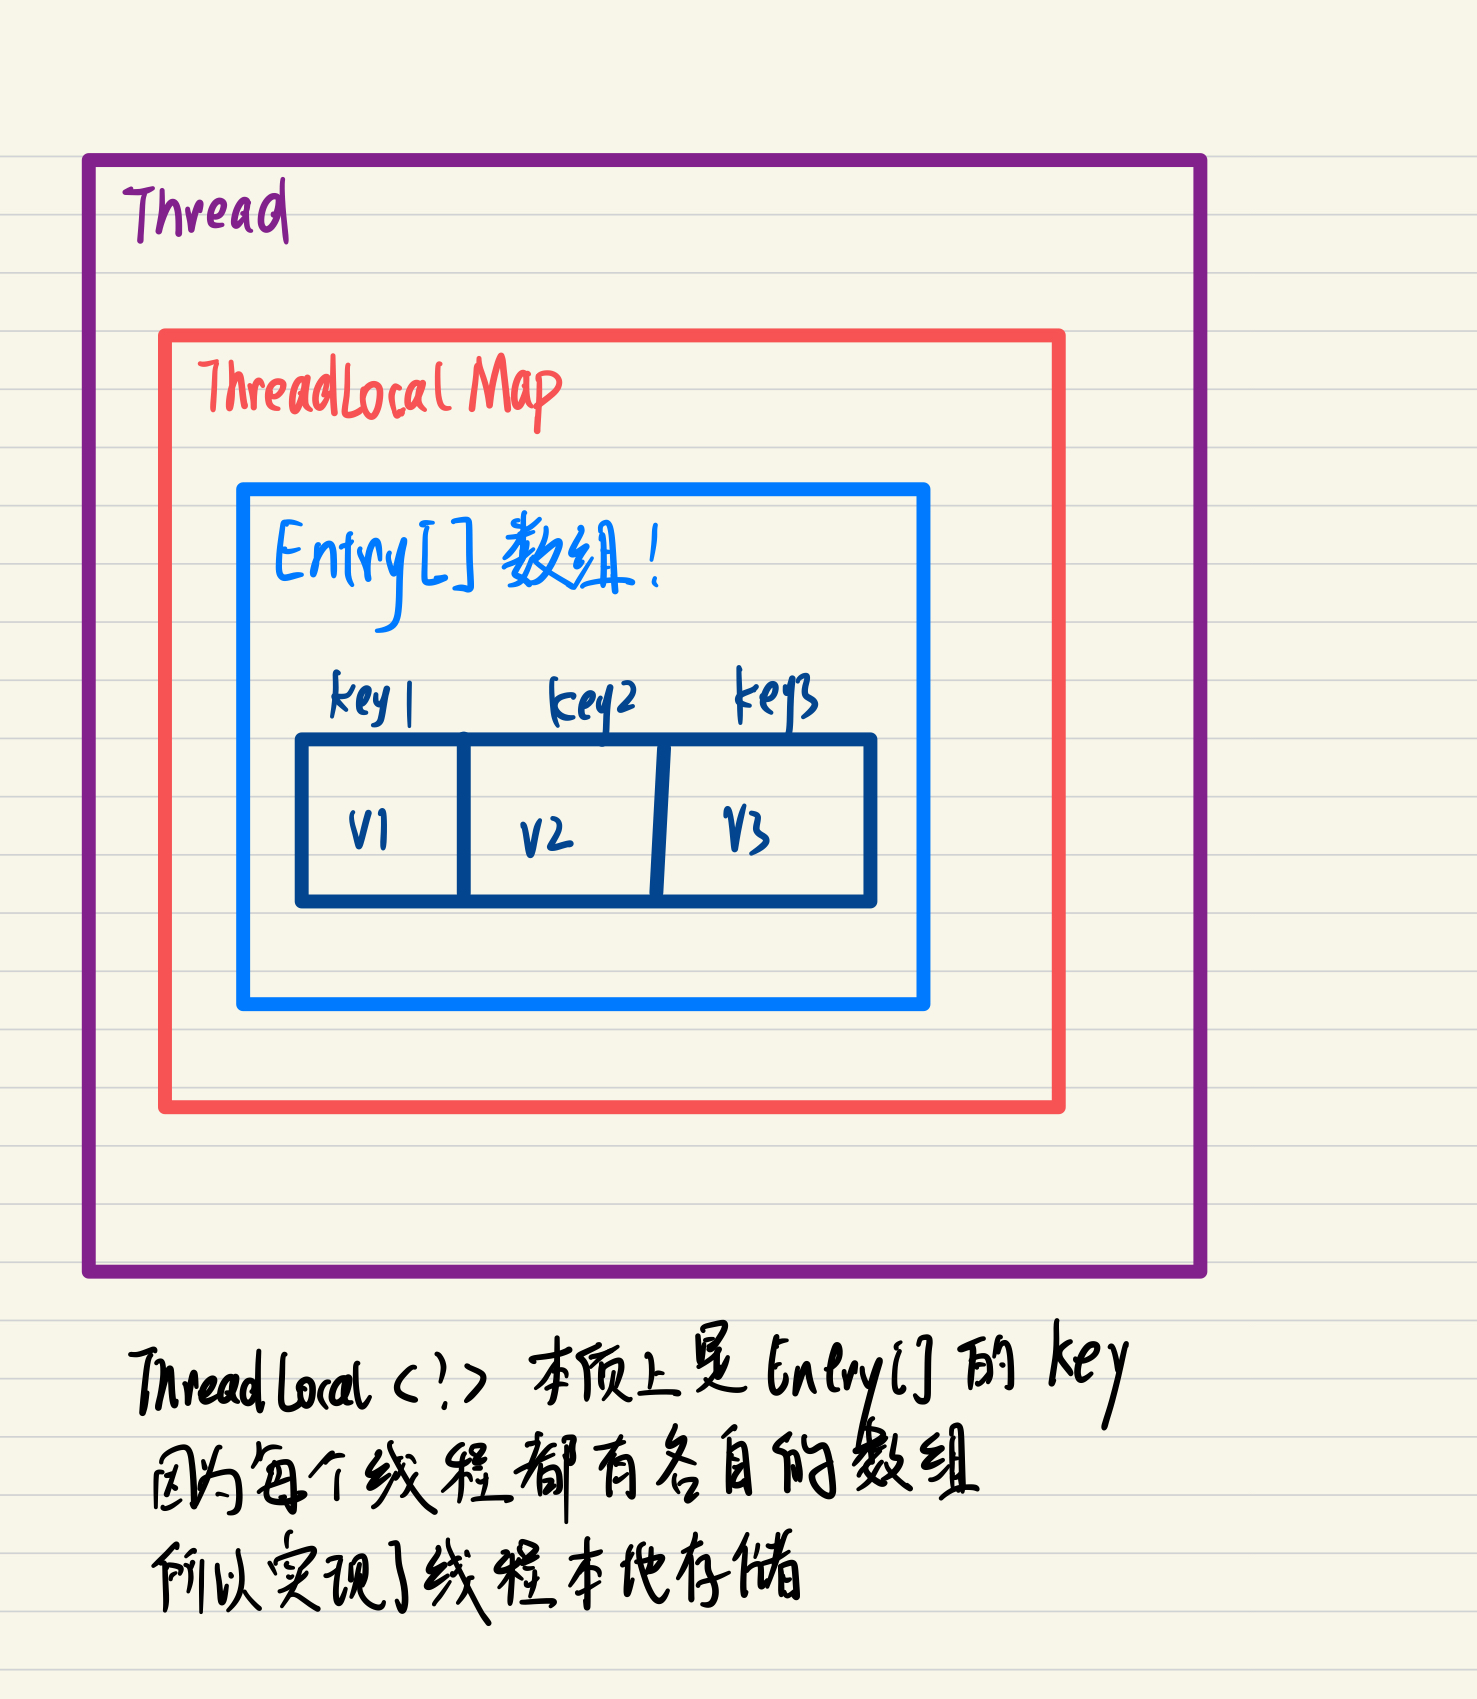 Thread
ThreadLocal Map
Entry[] 数组!
key1 key2 key3
V1 V2 V3
ThreadLocal<?> 本质上是 Entry[] 的 key
因为每个线程都有各自的数组
所以实现了线程本地存储